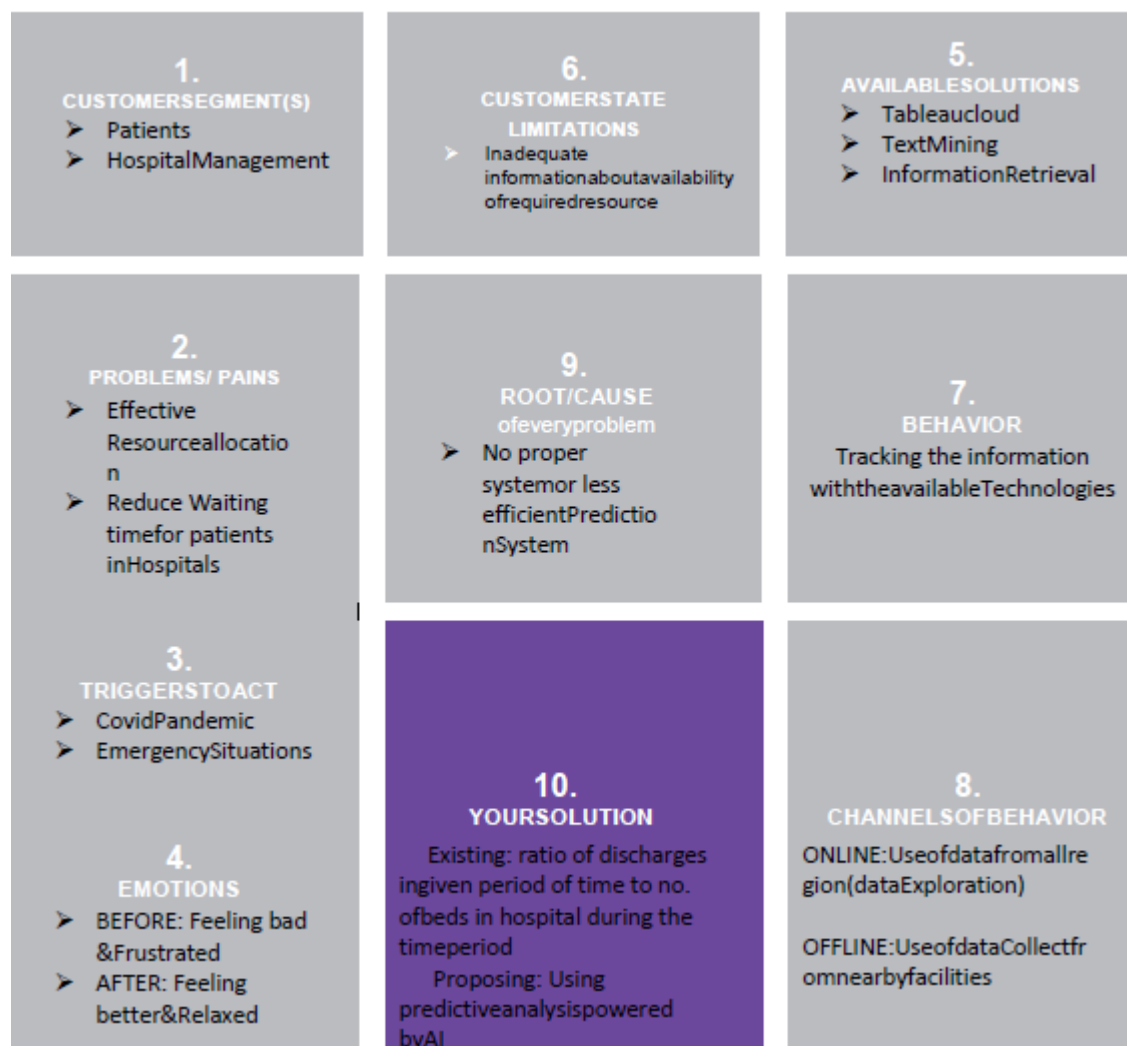 1.
CUSTOMERSEGMENT(S)
➤ Patients
➤ HospitalManagement
6.
CUSTOMERSTATE
LIMITATIONS
➤ Inadequate
informationaboutavailability
ofrequiredresource
5.
AVAILABLESOLUTIONS
➤ Tableaucloud
➤ TextMining
➤ InformationRetrieval
2.
PROBLEMS/ PAINS
➤ Effective
Resourceallocatio
n
➤ Reduce Waiting
timefor patients
inHospitals
9.
ROOT/CAUSE
ofeveryproblem
➤ No proper
systemor less
efficientPredictio
nSystem
7.
BEHAVIOR
Tracking the information
withtheavailableTechnologies
3.
TRIGGERSTOACT
➤ CovidPandemic
➤ EmergencySituations
4.
EMOTIONS
➤ BEFORE: Feeling bad
&Frustrated
➤ AFTER: Feeling
better&Relaxed
10.
YOURSOLUTION
Existing: ratio of discharges
ingiven period of time to no.
ofbeds in hospital during the
timeperiod
Proposing: Using
predictiveanalysispowered
byAI
8.
CHANNELSOFBEHAVIOR
ONLINE:Useofdatafromallre
gion(dataExploration)
OFFLINE:UseofdataCollectfr
omnearbyfacilities